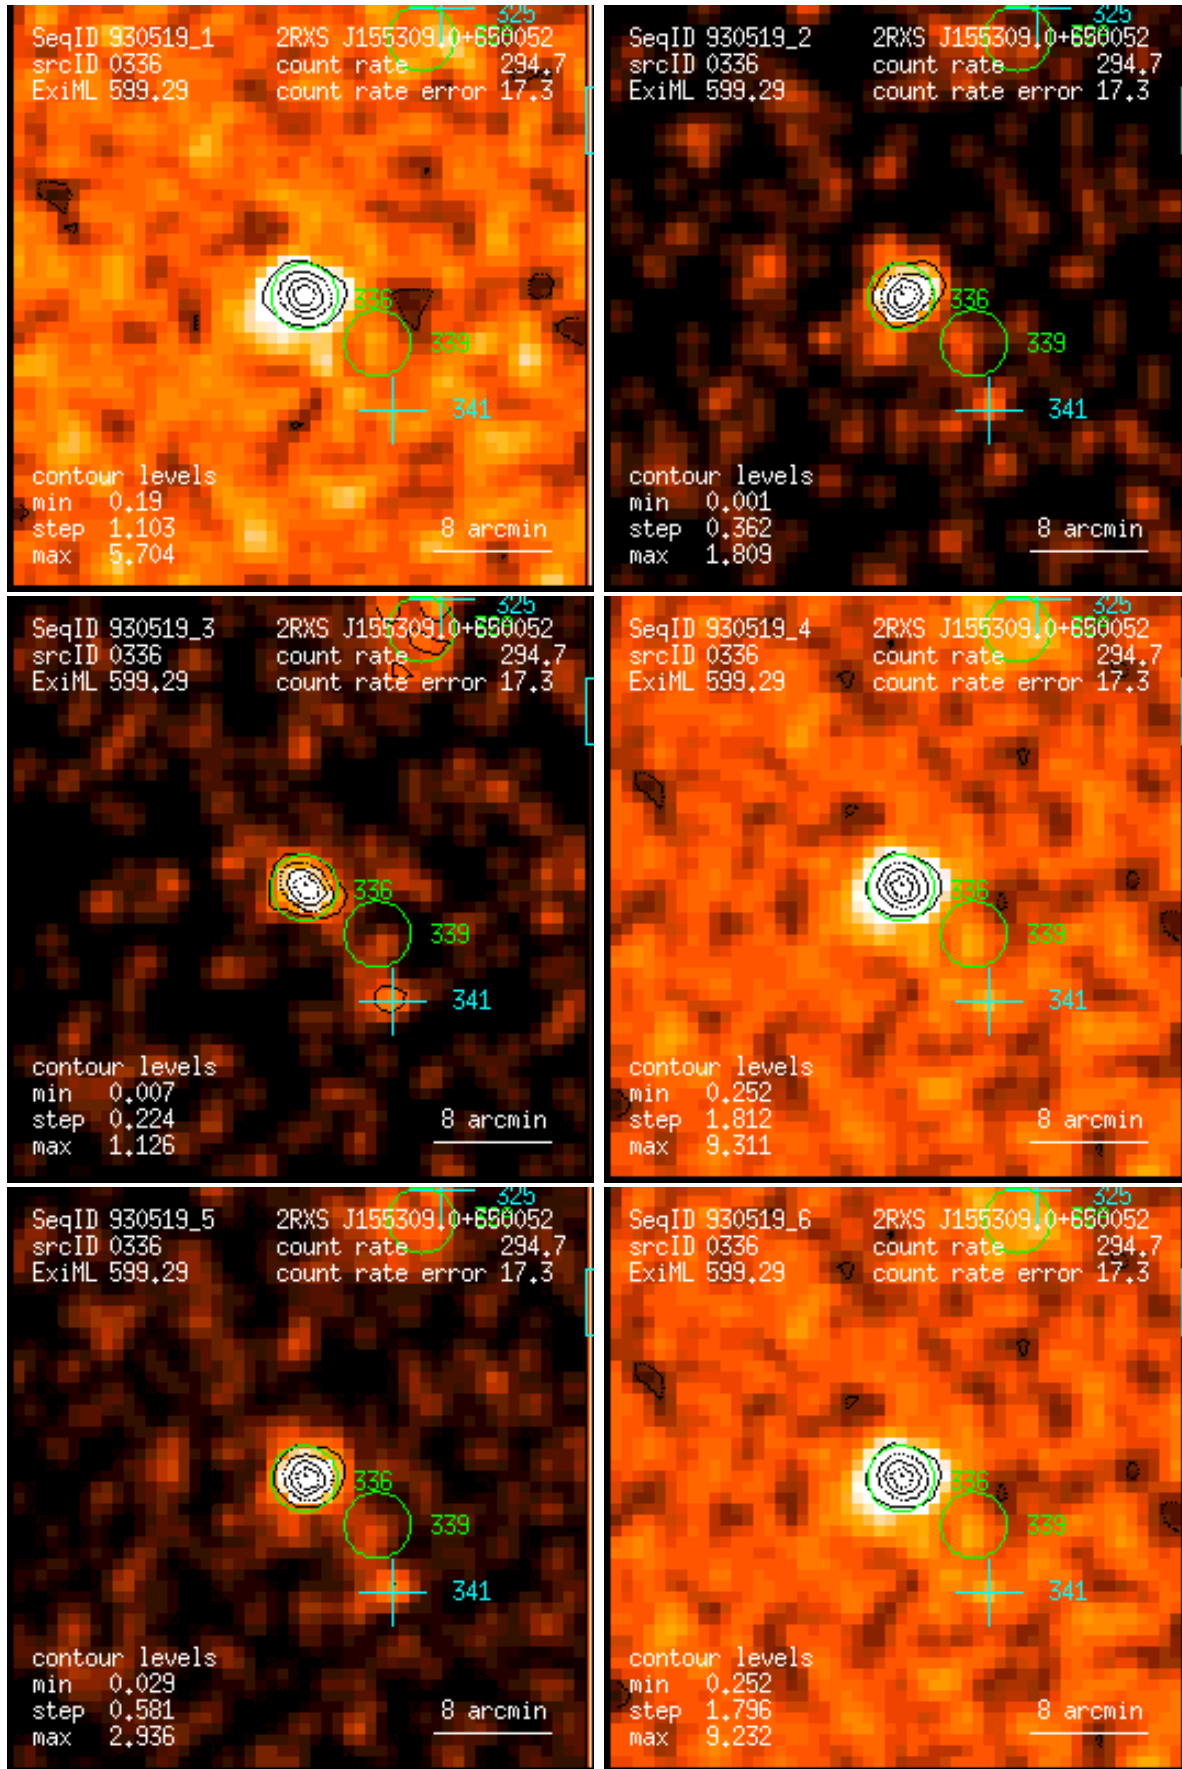 325
SeqID 930519_1 2RXS J155309.0+650052
srcID 0336 count rate 294.7
ExiML 599.29 count rate error 17.3
336
339
341
contour levels
min 0.19
step 1.103 8 arcmin
max 5.704
325
SeqID 930519_2 2RXS J155309.0+650052
srcID 0336 count rate 294.7
ExiML 599.29 count rate error 17.3
336
339
341
contour levels
min 0.001
step 0.362 8 arcmin
max 1.809
325
SeqID 930519_3 2RXS J155309.0+650052
srcID 0336 count rate 294.7
ExiML 599.29 count rate error 17.3
336
339
341
contour levels
min 0.007
step 0.224 8 arcmin
max 1.126
325
SeqID 930519_4 2RXS J155309.0+650052
srcID 0336 count rate 294.7
ExiML 599.29 count rate error 17.3
336
339
341
contour levels
min 0.252
step 1.812 8 arcmin
max 9.311
325
SeqID 930519_5 2RXS J155309.0+650052
srcID 0336 count rate 294.7
ExiML 599.29 count rate error 17.3
336
339
341
contour levels
min 0.029
step 0.581 8 arcmin
max 2.936
325
SeqID 930519_6 2RXS J155309.0+650052
srcID 0336 count rate 294.7
ExiML 599.29 count rate error 17.3
336
339
341
contour levels
min 0.252
step 1.796 8 arcmin
max 9.232